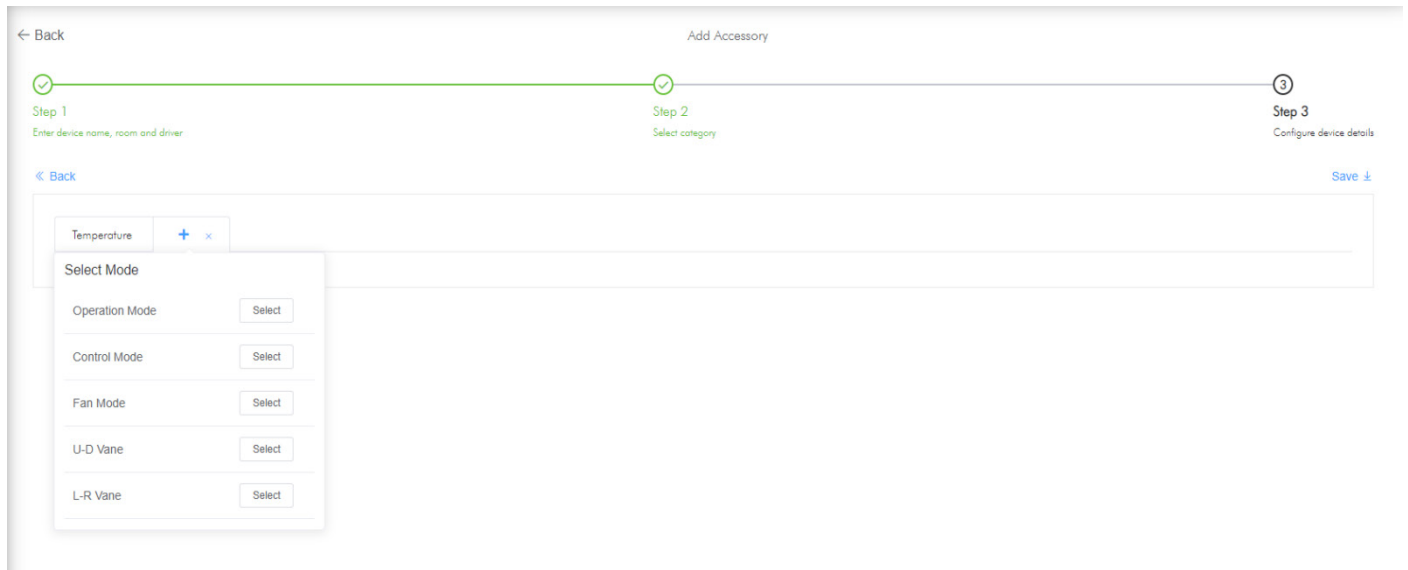 ← Back
Add Accessory
3
Step 1
Step 2
Step 3
Enter device name, room and driver
Select category
Configure device details
« Back
Save
Temperature
+ ×
Select Mode
Operation Mode Select
Control Mode Select
Fan Mode Select
U-D Vane Select
L-R Vane Select